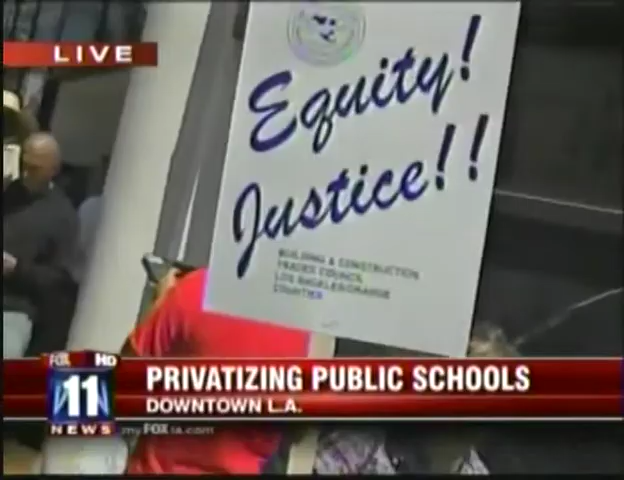 LIVE
Equity!
Justice!!
BUILDING & CONSTRUCTION
TRADES COUNCIL
LOS ANGELES/ORANGE
COUNTIES
FOX HD
11
NEWS
PRIVATIZING PUBLIC SCHOOLS
DOWNTOWN L.A.
myFOXla.com